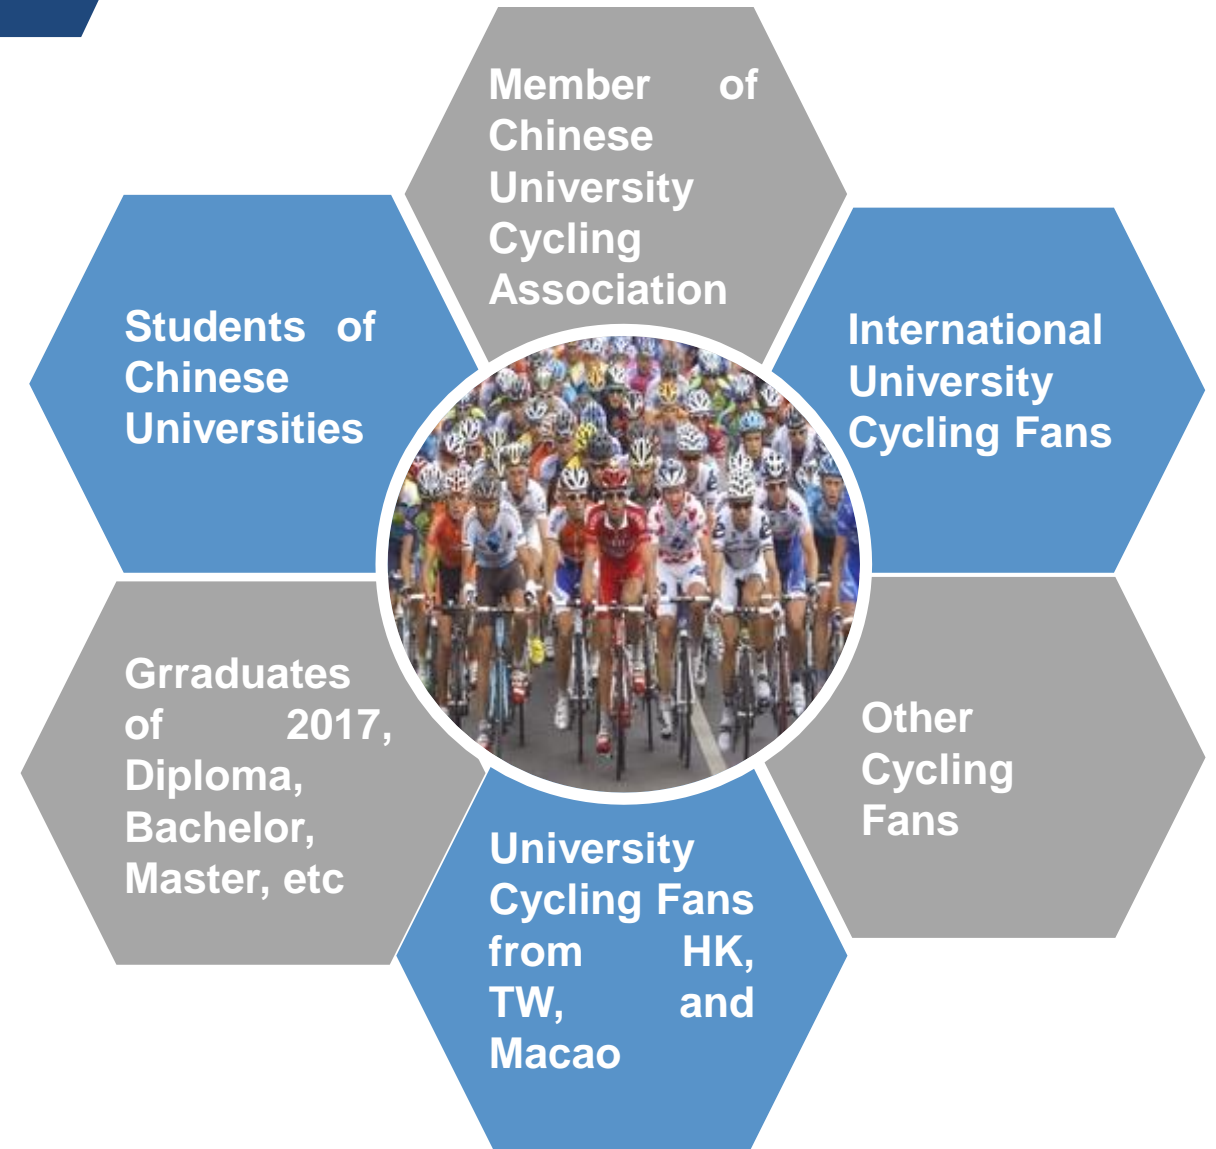 Member of
Chinese
University
Cycling
Association
Students of
Chinese
Universities
International
University
Cycling Fans
Grraduates
of 2017,
Diploma,
Bachelor,
Master, etc
Other
Cycling
Fans
University
Cycling Fans
from HK,
TW, and
Macao